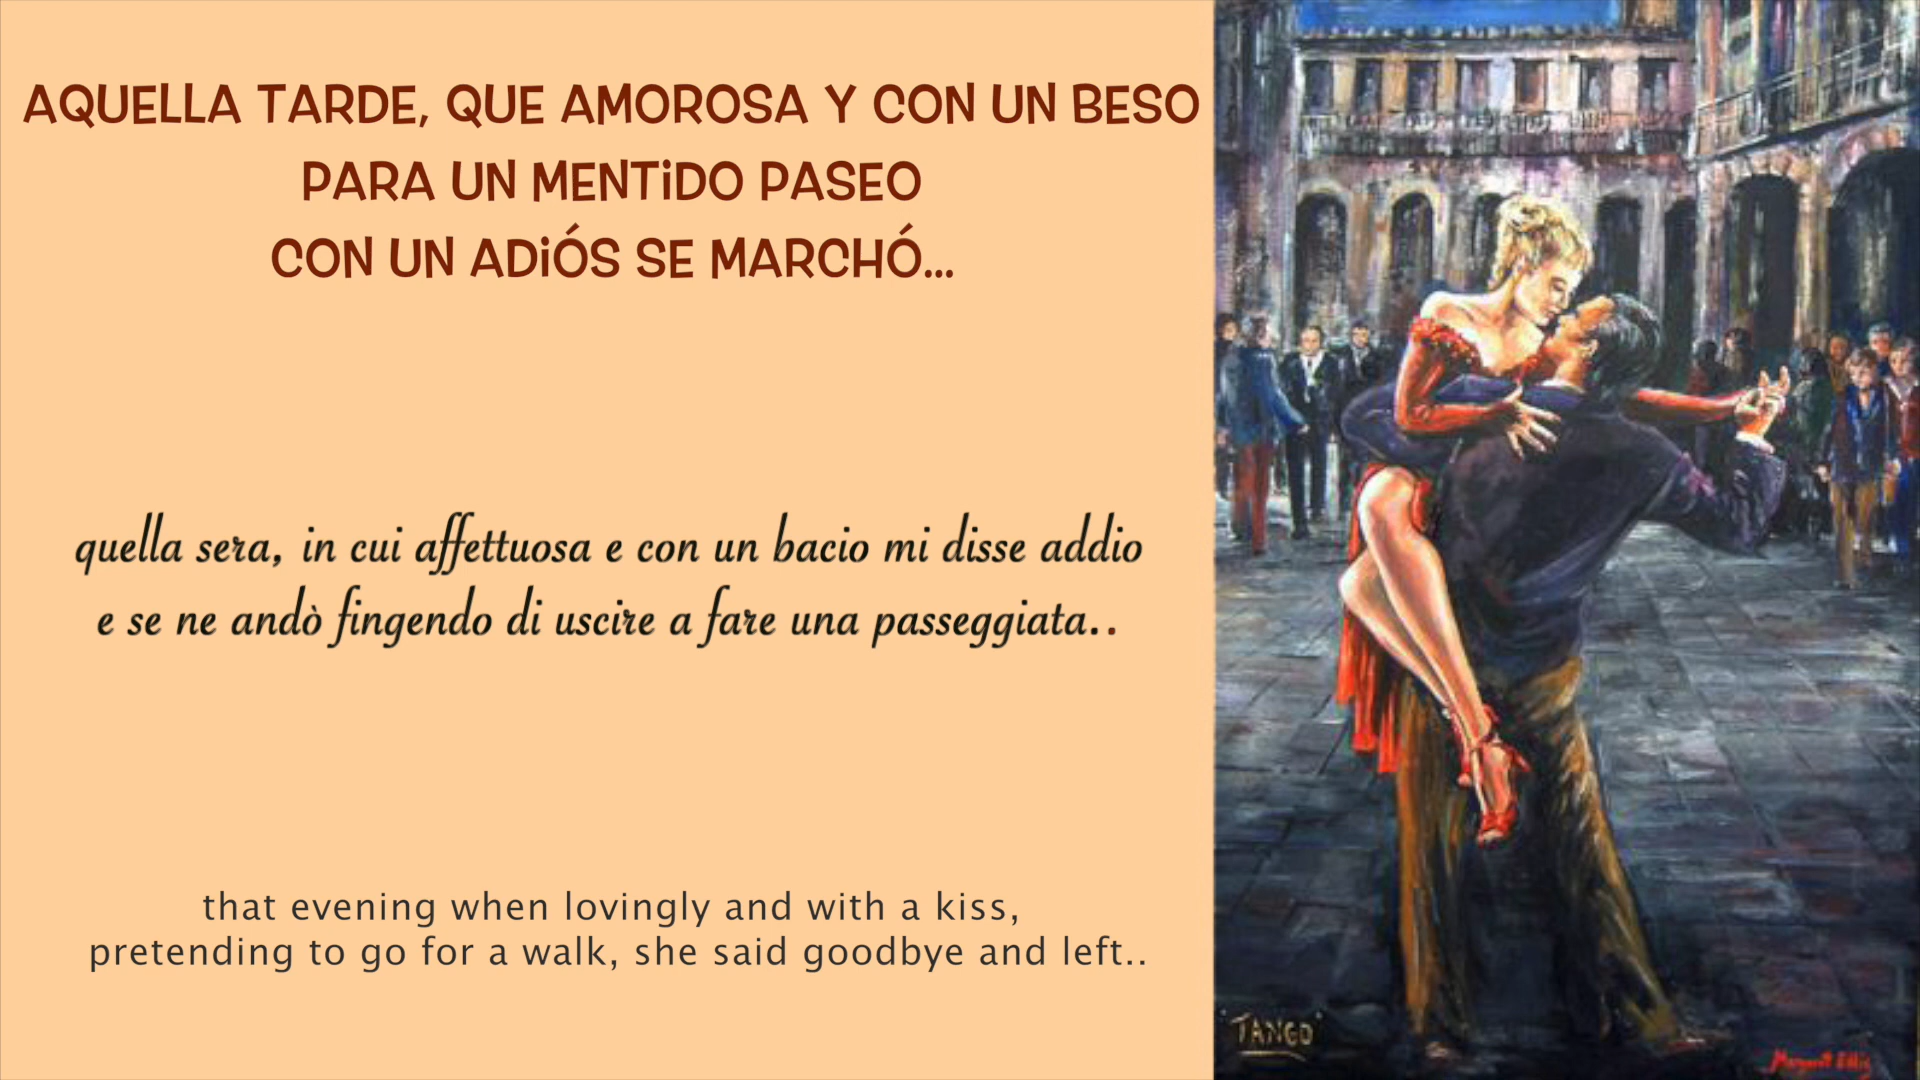 AQUELLA TARDE, QUE AMOROSA Y CON UN BESO
PARA UN MENTiDO PASEO
CON UN ADiÓS SE MARCHÓ...
quella sera, in cui affettuosa e con un bacio mi disse addio
e se ne andò fingendo di uscire a fare una passeggiata..
that evening when lovingly and with a kiss,
pretending to go for a walk, she said goodbye and left..
"TANGO"